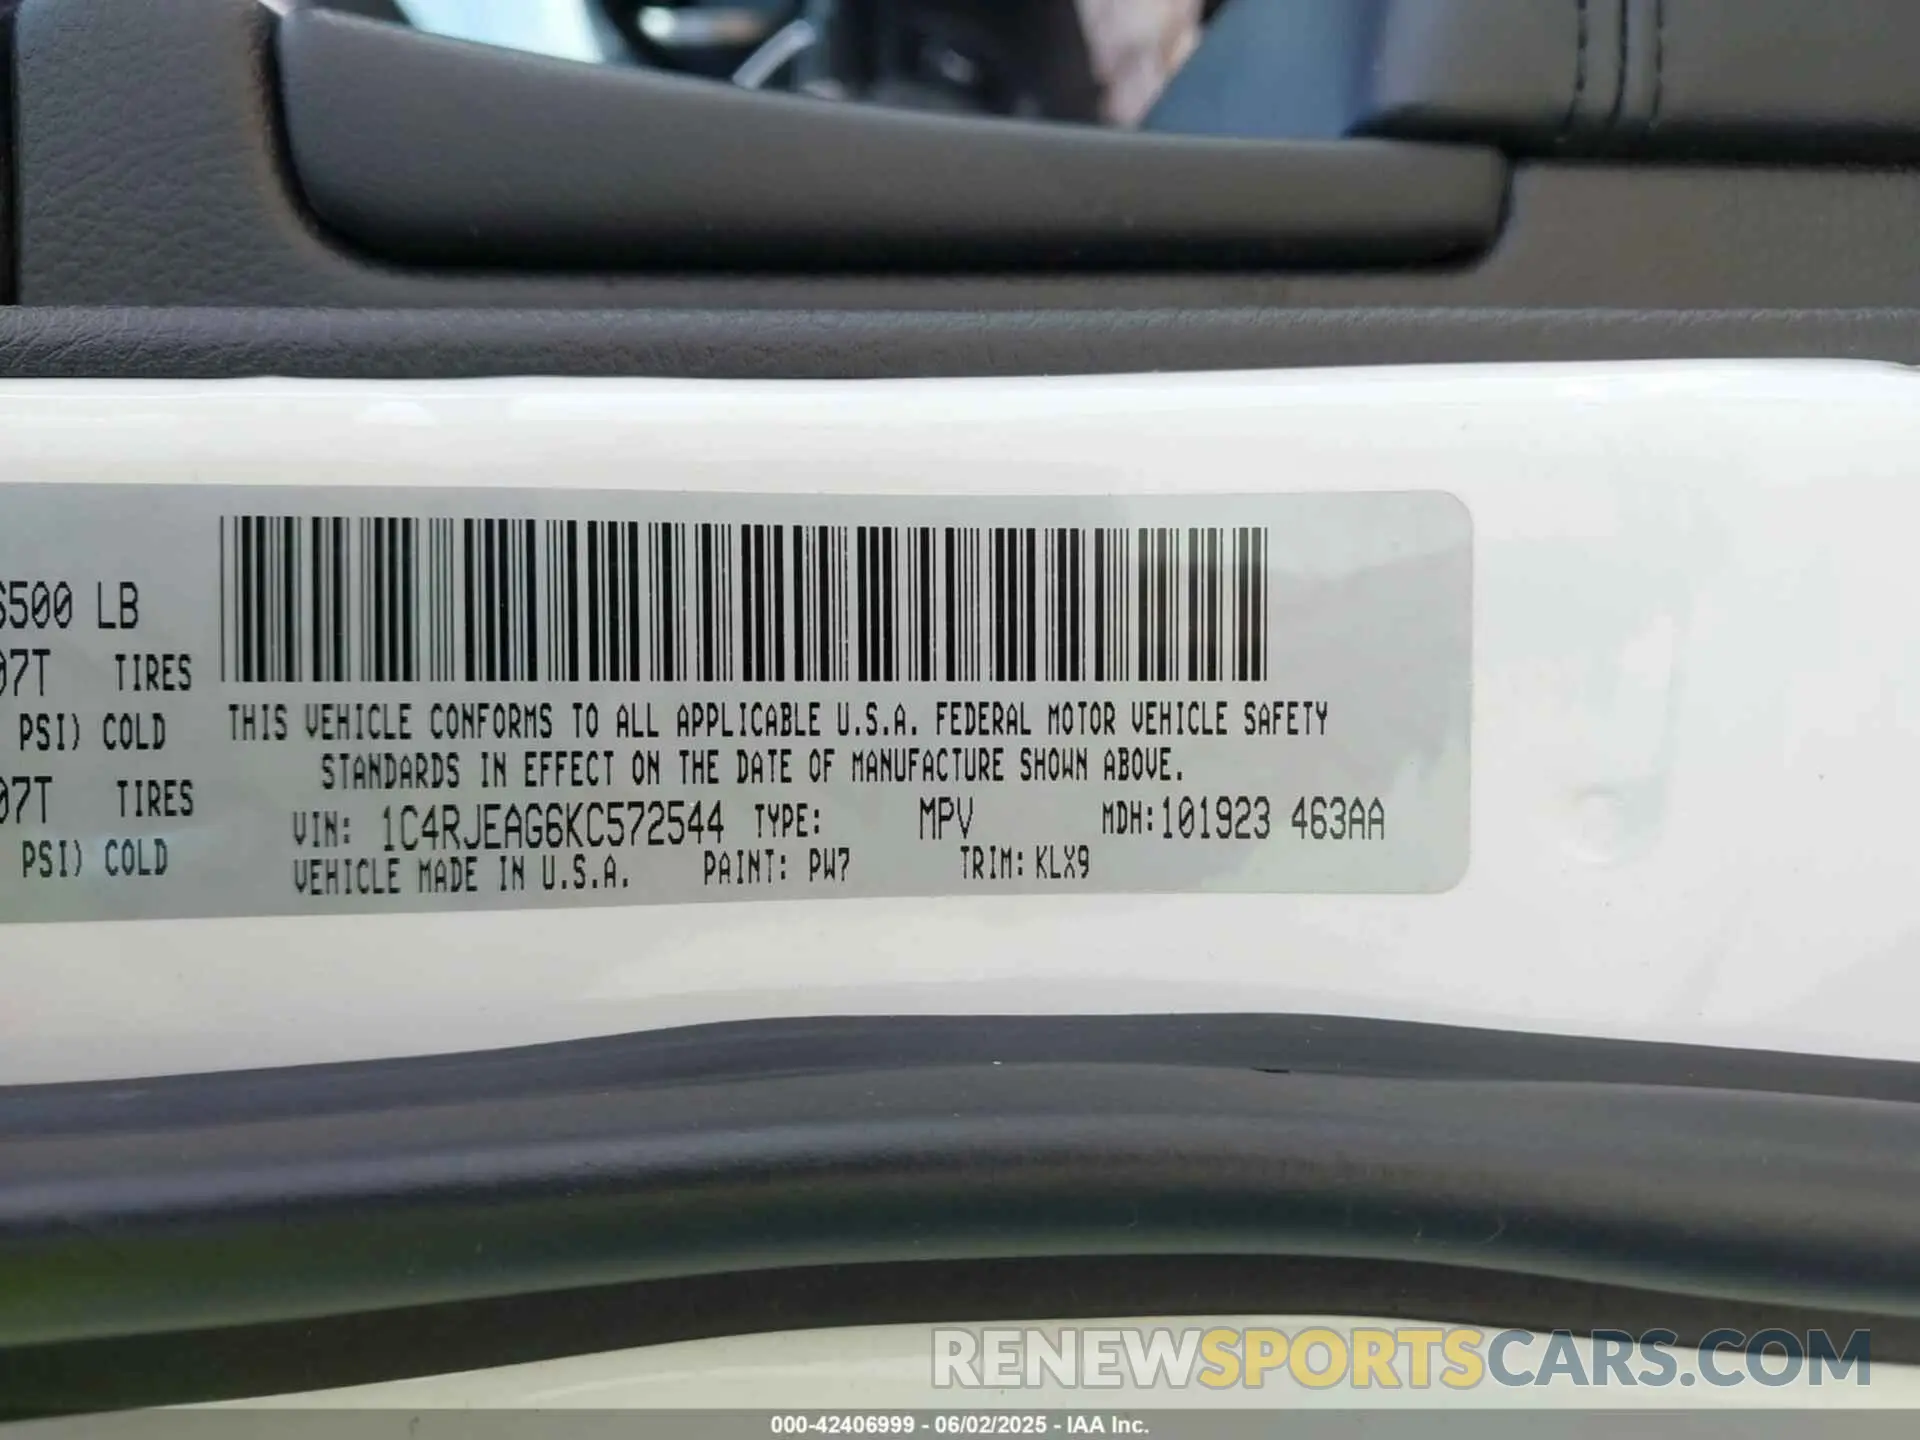 6500 LB
07T TIRES
PSI) COLD
07T TIRES
PSI) COLD
THIS VEHICLE CONFORMS TO ALL APPLICABLE U.S.A. FEDERAL MOTOR VEHICLE SAFETY
STANDARDS IN EFFECT ON THE DATE OF MANUFACTURE SHOWN ABOVE.
VIN: 1C4RJEAG6KC572544 TYPE: MPV MDH:101923 463AA
VEHICLE MADE IN U.S.A. PAINT: PW7 TRIM: KLX9
RENEWSPORTSCARS.COM
000-42406999 - 06/02/2025 - IAA Inc.